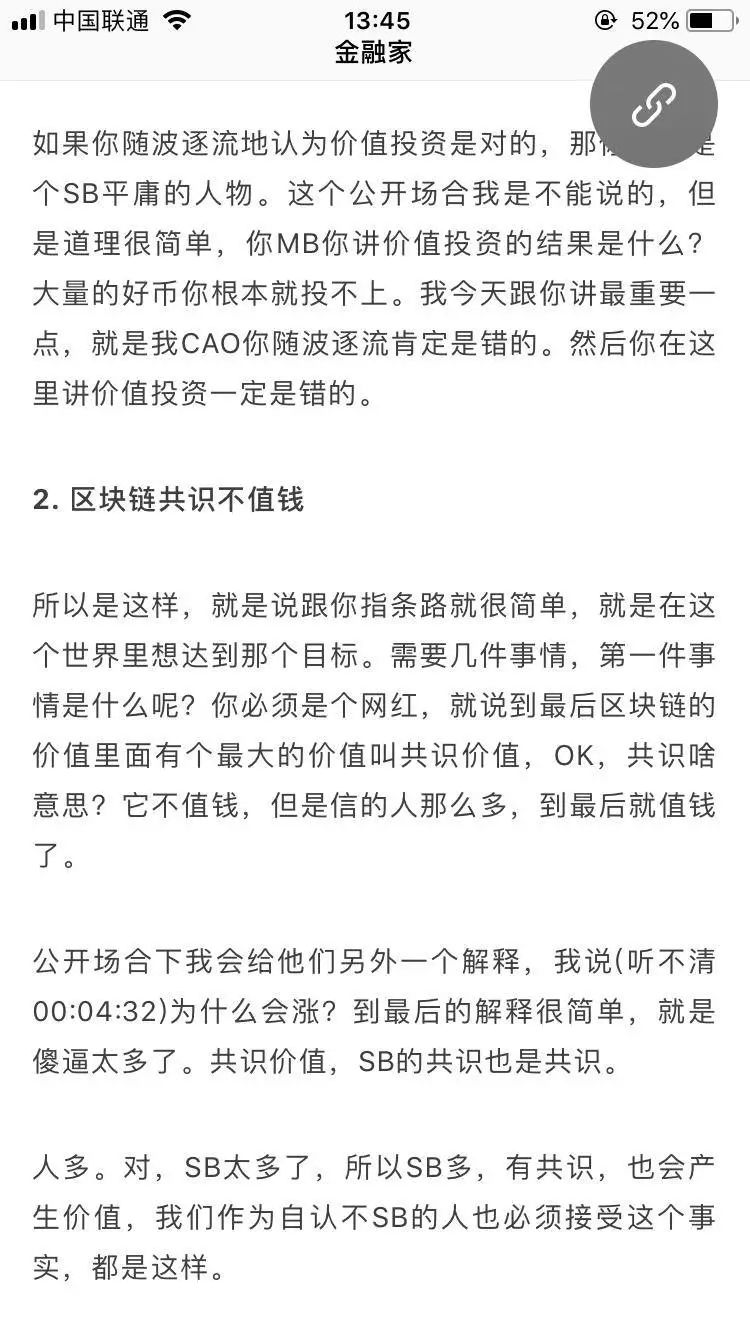 中国联通
13:45
52%
金融家
如果你随波逐流地认为价值投资是对的，那 是
个SB平庸的人物。这个公开场合我是不能说的，但
是道理很简单，你MB你讲价值投资的结果是什么？
大量的好币你根本就投不上。我今天跟你讲最重要一
点，就是我CAO你随波逐流肯定是错的。然后你在这
里讲价值投资一定是错的。
2. 区块链共识不值钱
所以是这样，就是说跟你指条路就很简单，就是在这
个世界里想达到那个目标。需要几件事情，第一件事
情是什么呢？你必须是个网红，就说到最后区块链的
价值里面有个最大的价值叫共识价值，OK，共识啥
意思？它不值钱，但是信的人那么多，到最后就值钱
了。
公开场合下我会给他们另外一个解释，我说(听不清
00:04:32)为什么会涨？到最后的解释很简单，就是
傻逼太多了。共识价值，SB的共识也是共识。
人多。对，SB太多了，所以SB多，有共识，也会产
生价值，我们作为自认不SB的人也必须接受这个事
实，都是这样。